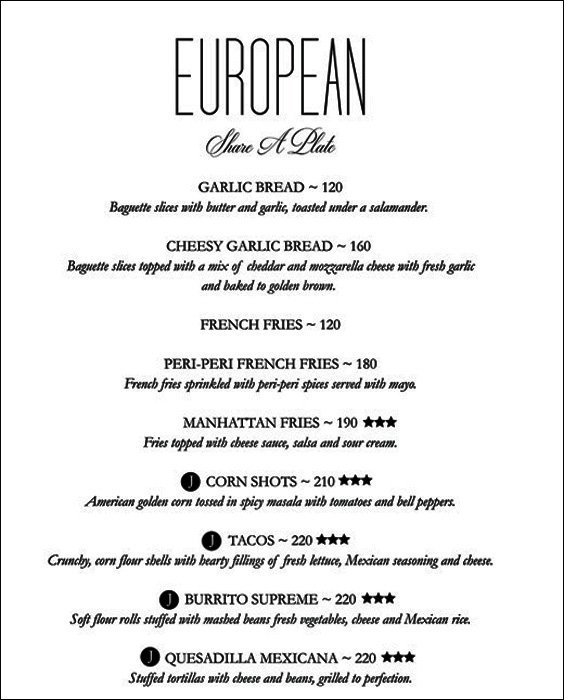 EUROPEAN
Share A Plate
GARLIC BREAD ~ 120
Baguette slices with butter and garlic, toasted under a salamander.
CHEESY GARLIC BREAD ~ 160
Baguette slices topped with a mix of cheddar and mozzarella cheese with fresh garlic
and baked to golden brown.
FRENCH FRIES ~ 120
PERI-PERI FRENCH FRIES ~ 180
French fries sprinkled with peri-peri spices served with mayo.
MANHATTAN FRIES ~ 190 ★★★
Fries topped with cheese sauce, salsa and sour cream.
J CORN SHOTS ~ 210 ★★★
American golden corn tossed in spicy masala with tomatoes and bell peppers.
J TACOS ~ 220 ★★★
Crunchy, corn flour shells with hearty fillings of fresh lettuce, Mexican seasoning and cheese.
J BURRITO SUPREME ~ 220 ★★★
Soft flour rolls stuffed with mashed beans fresh vegetables, cheese and Mexican rice.
J QUESADILLA MEXICANA ~ 220 ★★★
Stuffed tortillas with cheese and beans, grilled to perfection.